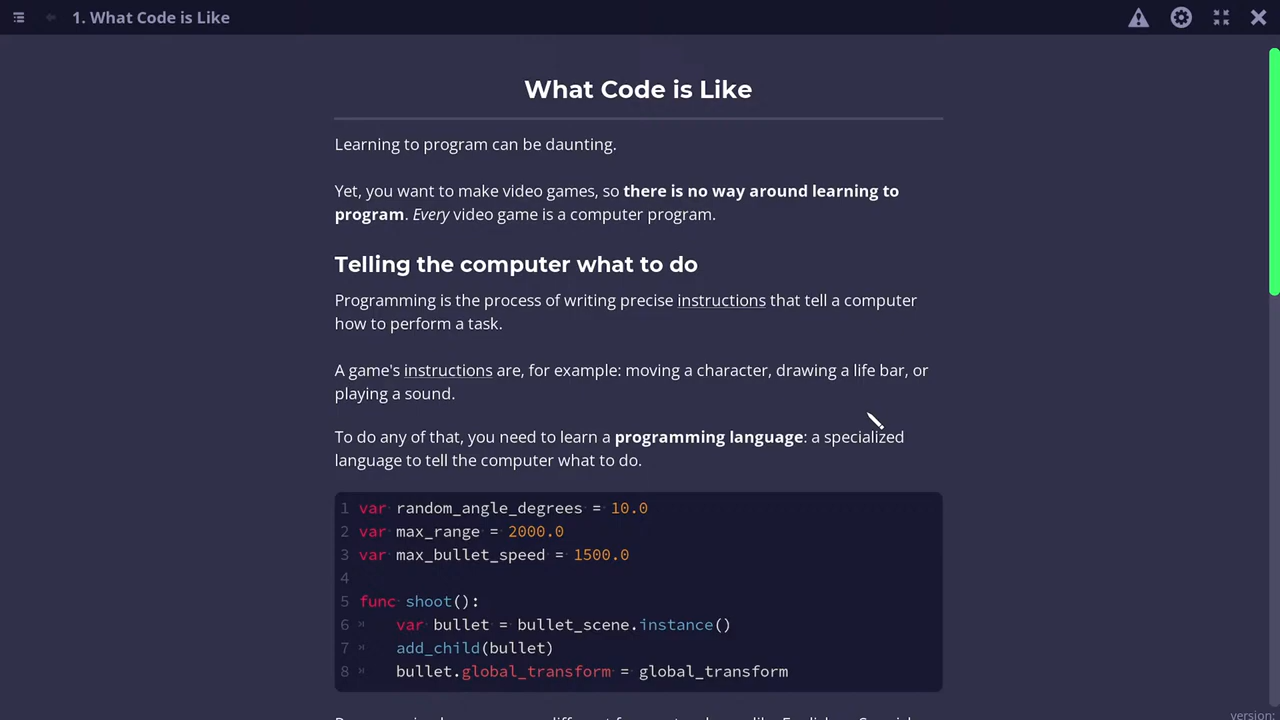 1. What Code is Like
What Code is Like
Learning to program can be daunting.
Yet, you want to make video games, so there is no way around learning to
program. Every video game is a computer program.
Telling the computer what to do
Programming is the process of writing precise instructions that tell a computer
how to perform a task.
A game's instructions are, for example: moving a character, drawing a life bar, or
playing a sound.
To do any of that, you need to learn a programming language: a specialized
language to tell the computer what to do.
1 var random_angle_degrees = 10.0
2 var max_range = 2000.0
3 var max_bullet_speed = 1500.0
4
5 func shoot():
6 var bullet = bullet_scene.instance()
7 add_child(bullet)
8 bullet.global_transform = global_transform
version: